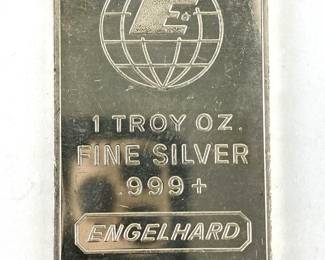 E
1 TROY OZ.
FINE SILVER
.999+
ENGELHARD